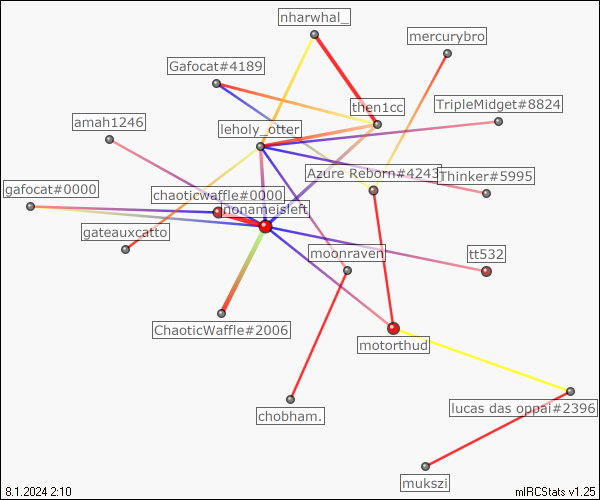 nharwhal_
mercurybro
Gafocat#4189
then1cc
TripleMidget#8824
amah1246
leholy_otter
Azure Reborn#4243
Thinker#5995
gafocat#0000
chaoticwaffle#0000
nonameisleft
gateauxcatto
moonraven
tt532
ChaoticWaffle#2006
motorthud
lucas das oppai#2396
chobham.
mukszi
8.1.2024 2:10
mIRCStats v1.25